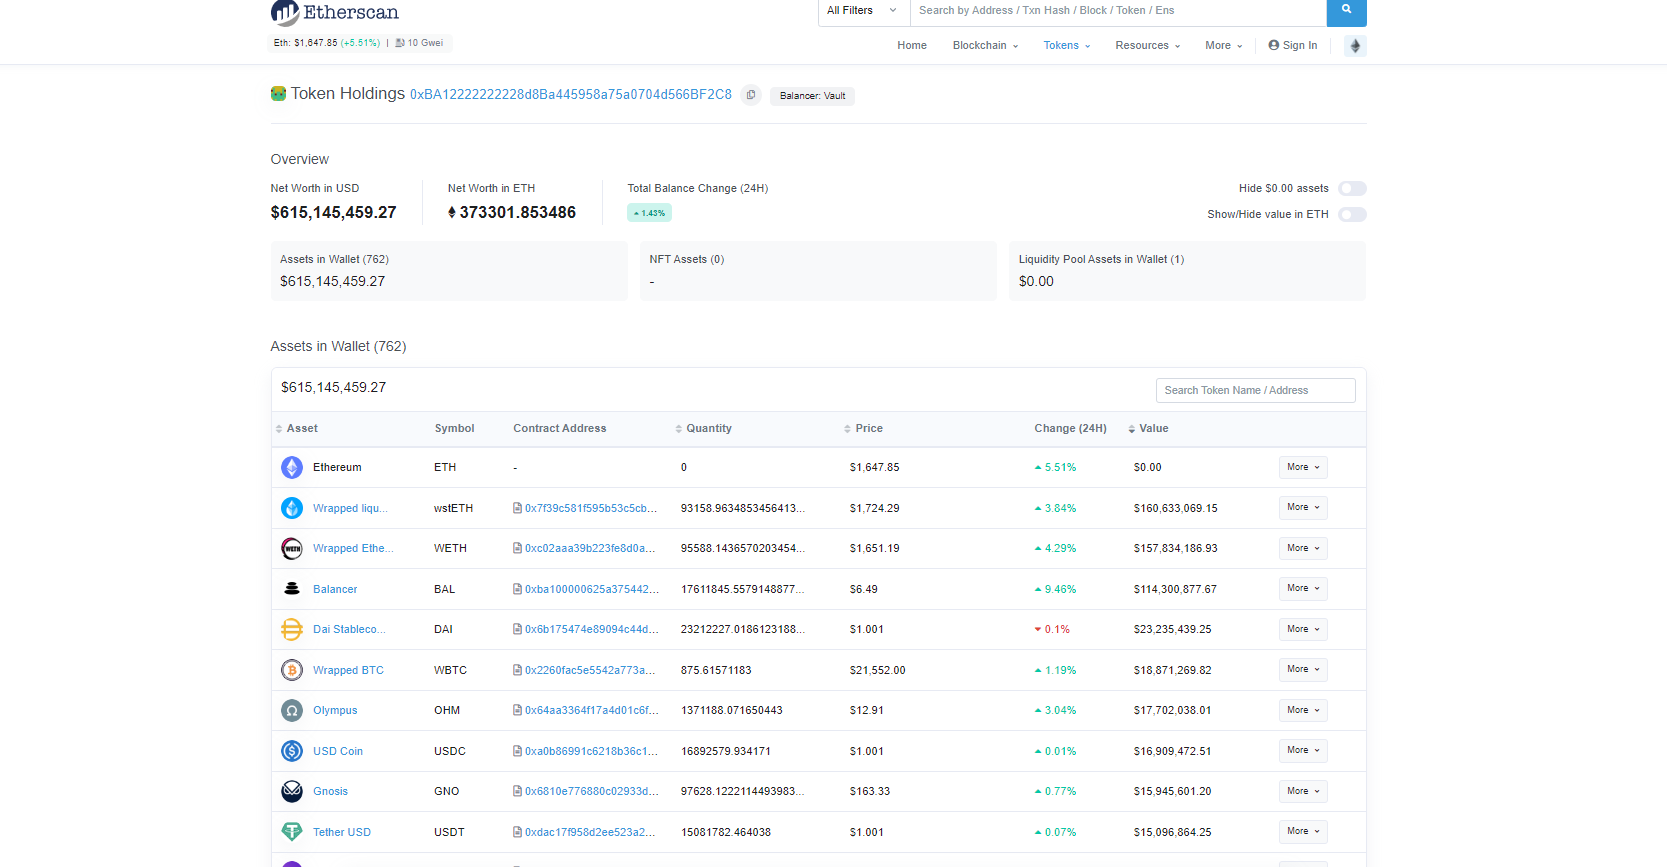 Etherscan
All Filters
Search by Address / Txn Hash / Block / Token / Ens
Eth: $1,647.85 (+5.51%) | 10 Gwei
Home Blockchain Tokens Resources More Sign In
Token Holdings 0xBA12222222228d8Ba445958a75a0704d566BF2C8 Balancer: Vault
Overview
Net Worth in USD
$615,145,459.27
Net Worth in ETH
373301.853486
Total Balance Change (24H)
1.43%
Hide $0.00 assets
Show/Hide value in ETH
Assets in Wallet (762)
$615,145,459.27
NFT Assets (0)
-
Liquidity Pool Assets in Wallet (1)
$0.00
Assets in Wallet (762)
$615,145,459.27
Search Token Name / Address
Asset Symbol Contract Address Quantity Price Change (24H) Value
Ethereum ETH - 0 $1,647.85 5.51% $0.00 More
Wrapped liqu... wstETH 0x7f39c581f595b53c5cb... 93158.9634853456413... $1,724.29 3.84% $160,633,069.15 More
Wrapped Ethe... WETH 0xc02aaa39b223fe8d0a... 95588.1436570203454... $1,651.19 4.29% $157,834,186.93 More
Balancer BAL 0xba100000625a375442... 17611845.5579148877... $6.49 9.46% $114,300,877.67 More
Dai Stableco... DAI 0x6b175474e89094c44d... 23212227.0186123188... $1.001 0.1% $23,235,439.25 More
Wrapped BTC WBTC 0x2260fac5e5542a773a... 875.61571183 $21,552.00 1.19% $18,871,269.82 More
Olympus OHM 0x64aa3364f17a4d01c6f... 1371188.071650443 $12.91 3.04% $17,702,038.01 More
USD Coin USDC 0xa0b86991c6218b36c1... 16892579.934171 $1.001 0.01% $16,909,472.51 More
Gnosis GNO 0x6810e776880c02933d... 97628.1222114493983... $163.33 0.77% $15,945,601.20 More
Tether USD USDT 0xdac17f958d2ee523a2... 15081782.464038 $1.001 0.07% $15,096,864.25 More